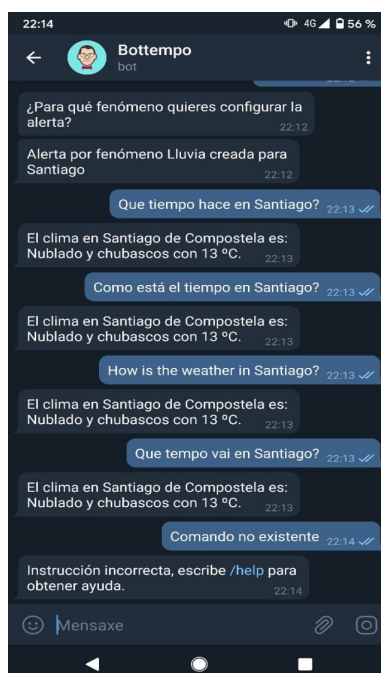 22:14
4G 56 %
Bottempo
bot
¿Para qué fenómeno quieres configurar la
alerta?
22:12
Alerta por fenómeno Lluvia creada para
Santiago
22:12
Que tiempo hace en Santiago? 22:13
El clima en Santiago de Compostela es:
Nublado y chubascos con 13 ºC. 22:13
Como está el tiempo en Santiago? 22:13
El clima en Santiago de Compostela es:
Nublado y chubascos con 13 ºC. 22:13
How is the weather in Santiago? 22:13
El clima en Santiago de Compostela es:
Nublado y chubascos con 13 ºC. 22:13
Que tempo vai en Santiago? 22:13
El clima en Santiago de Compostela es:
Nublado y chubascos con 13 ºC. 22:13
Comando no existente 22:14
Instrucción incorrecta, escribe /help para
obtener ayuda. 22:14
Mensaxe